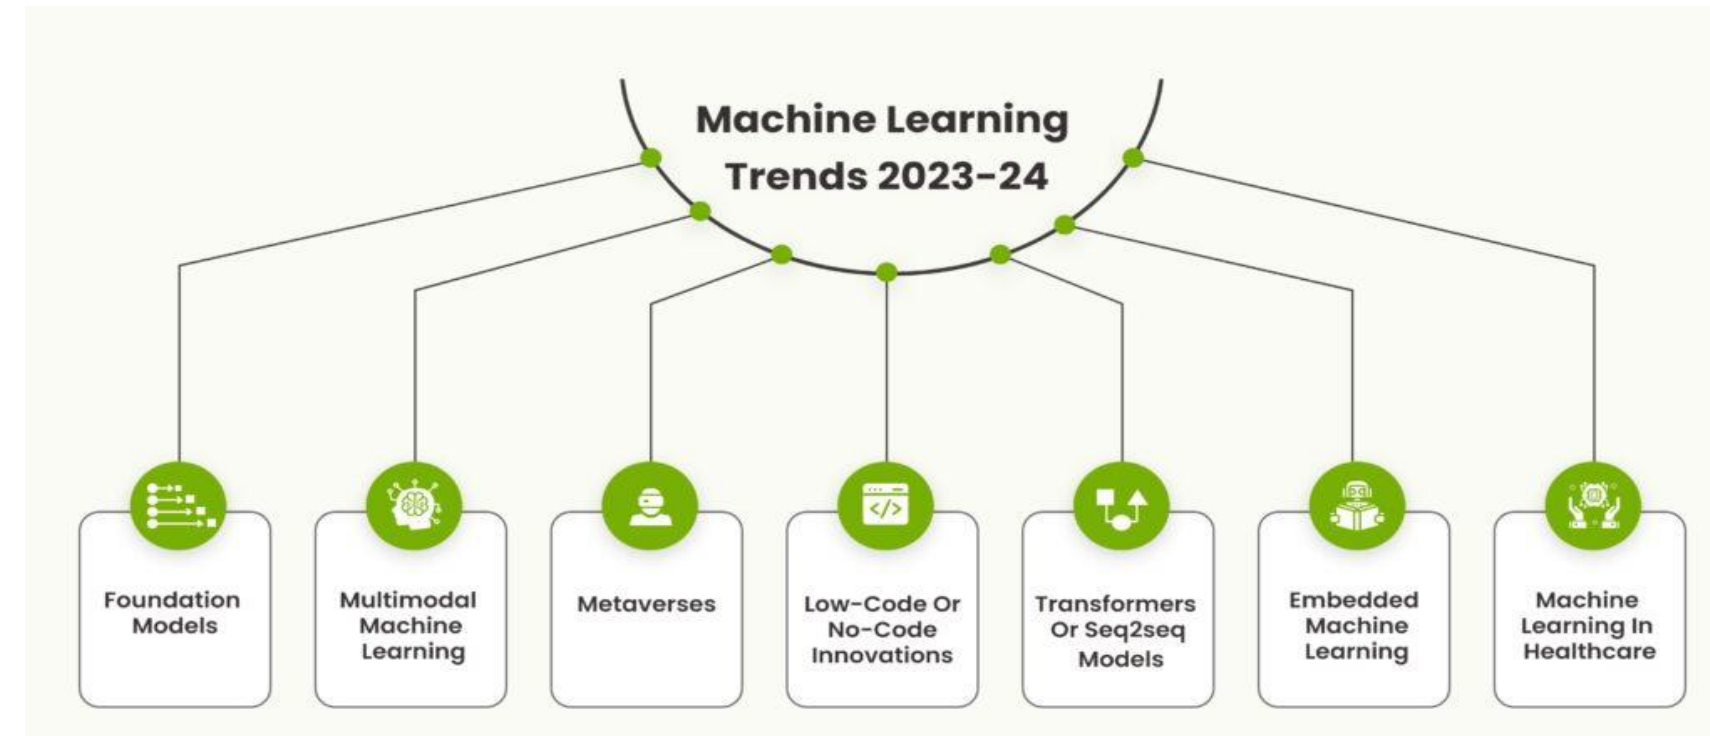 Machine Learning
Trends 2023-24
Foundation
Models
Multimodal
Machine
Learning
Metaverses
Low-Code Or
No-Code
Innovations
Transformers
Or Seq2seq
Models
Embedded
Machine
Learning
Machine
Learning In
Healthcare